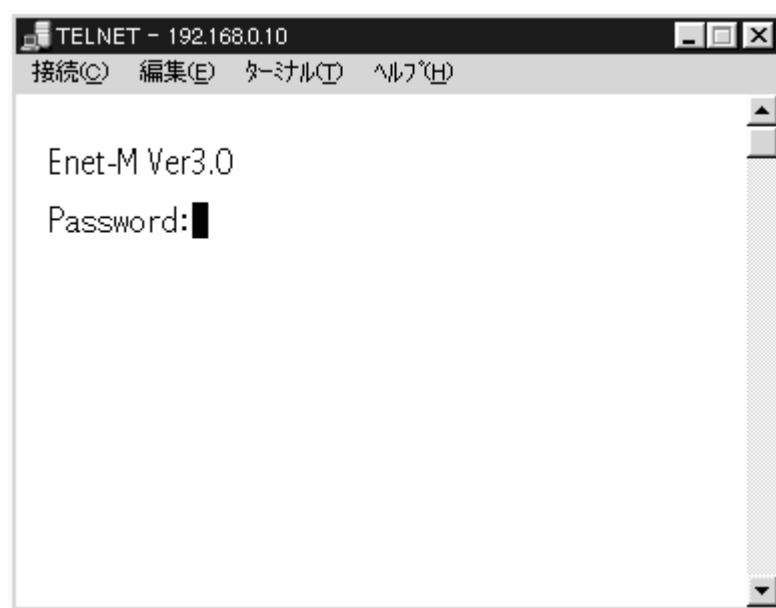 TELNET - 192.168.0.10
接続(C) 編集(E) ﾀｰﾐﾅﾙ(T) ﾍﾙﾌﾟ(H)
Enet-M Ver3.0
Password: